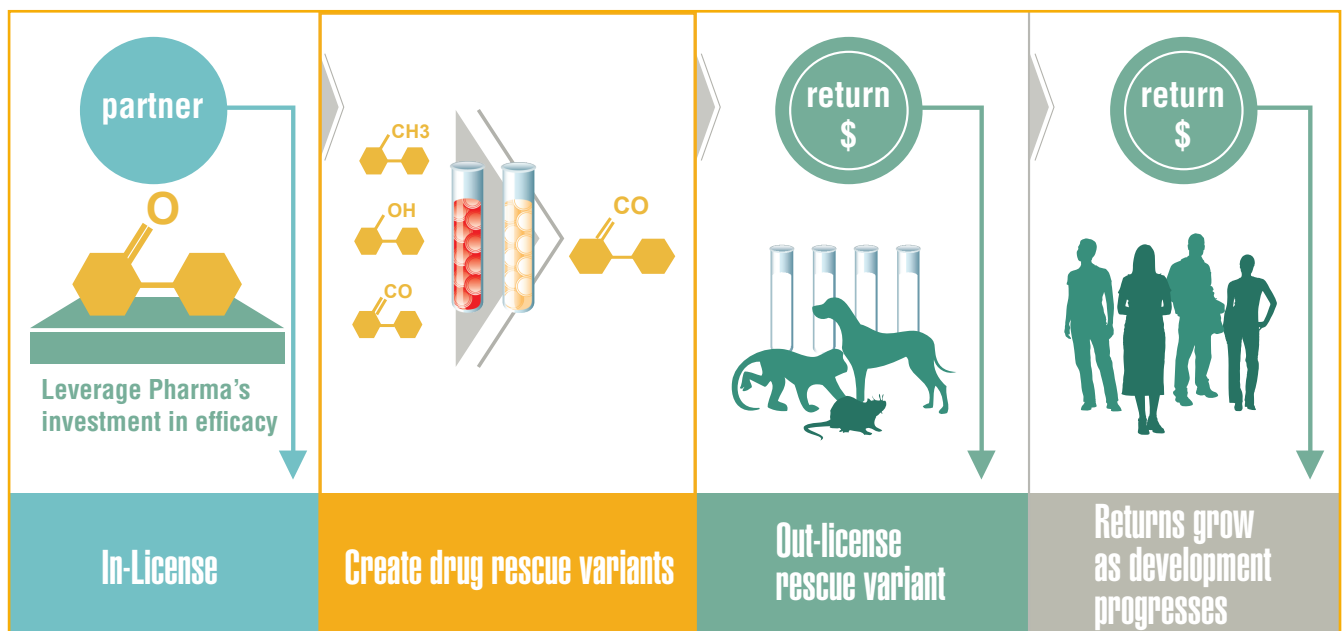 partner
O
Leverage Pharma’s
investment in efficacy
In-License
CH3
OH
CO
CO
Create drug rescue variants
return
$
Out-license
rescue variant
return
$
Returns grow
as development
progresses